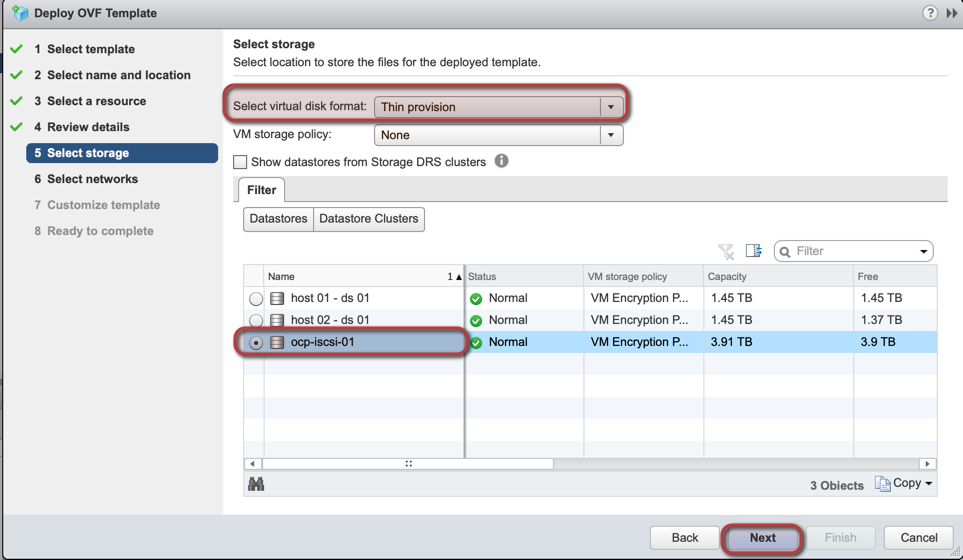 Deploy OVF Template
?
1 Select template
2 Select name and location
3 Select a resource
4 Review details
5 Select storage
6 Select networks
7 Customize template
8 Ready to complete
Select storage
Select location to store the files for the deployed template.
Select virtual disk format: Thin provision
VM storage policy: None
Show datastores from Storage DRS clusters i
Filter
Datastores Datastore Clusters
Filter
Name 1 ▲ Status VM storage policy Capacity Free
host 01 - ds 01 Normal VM Encryption P... 1.45 TB 1.45 TB
host 02 - ds 01 Normal VM Encryption P... 1.45 TB 1.37 TB
ocp-iscsi-01 Normal VM Encryption P... 3.91 TB 3.9 TB
3 Objects Copy
Back Next Finish Cancel